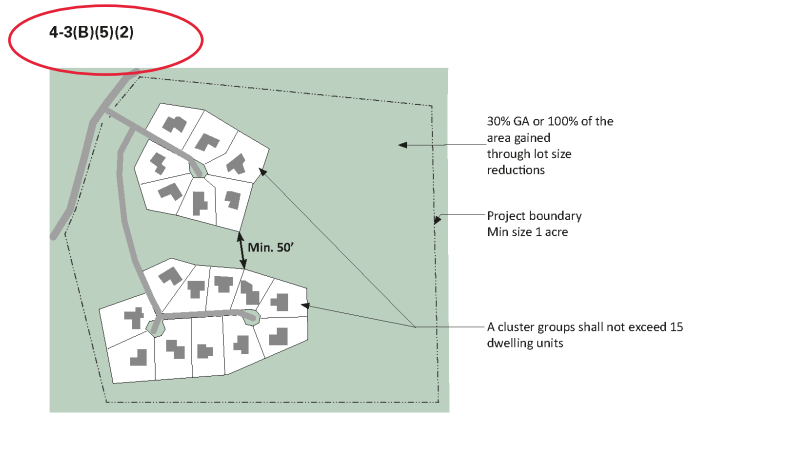 4-3(B)(5)(2)
30% GA or 100% of the
area gained
through lot size
reductions
Project boundary
Min size 1 acre
Min. 50'
A cluster groups shall not exceed 15
dwelling units